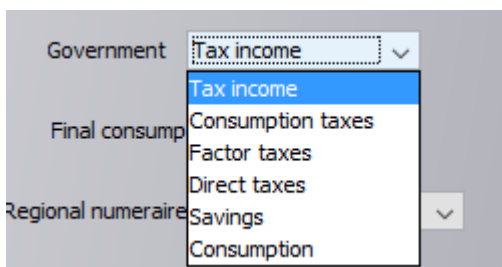 Government Tax income
Tax income
Final consump Consumption taxes
Factor taxes
Direct taxes
Regional numeraire Savings
Consumption